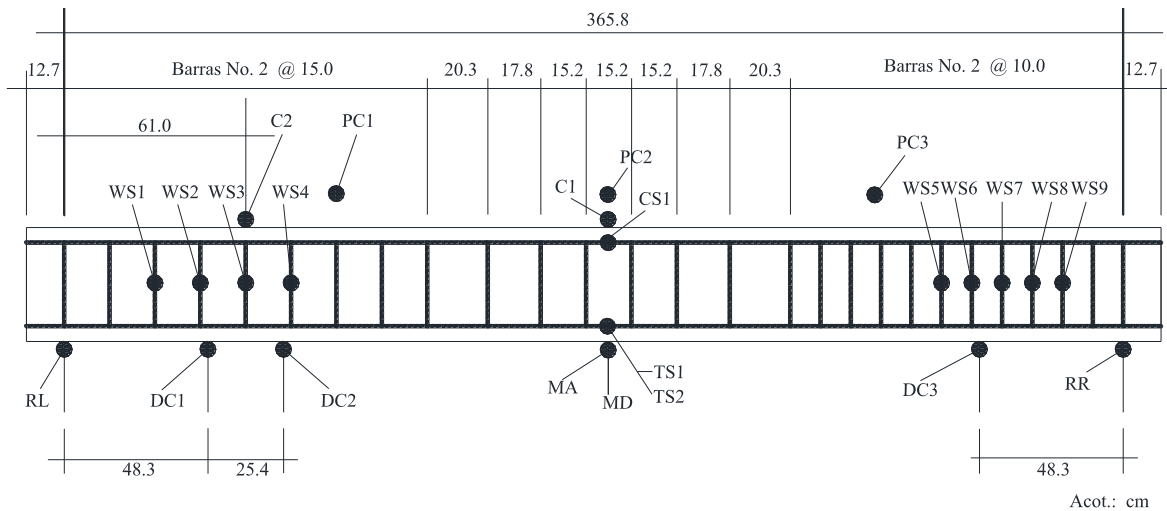 365.8
12.7 Barras No. 2 @ 15.0 20.3 17.8 15.2 15.2 15.2 17.8 20.3 Barras No. 2 @ 10.0 12.7
61.0 C2 PC1
PC3
PC2
WS1 WS2 WS3 WS4 C1 CS1 WS5 WS6 WS7 WS8 WS9
TS1
RL DC1 DC2 MA MD TS2 DC3 RR
48.3 25.4 48.3
Acot.: cm